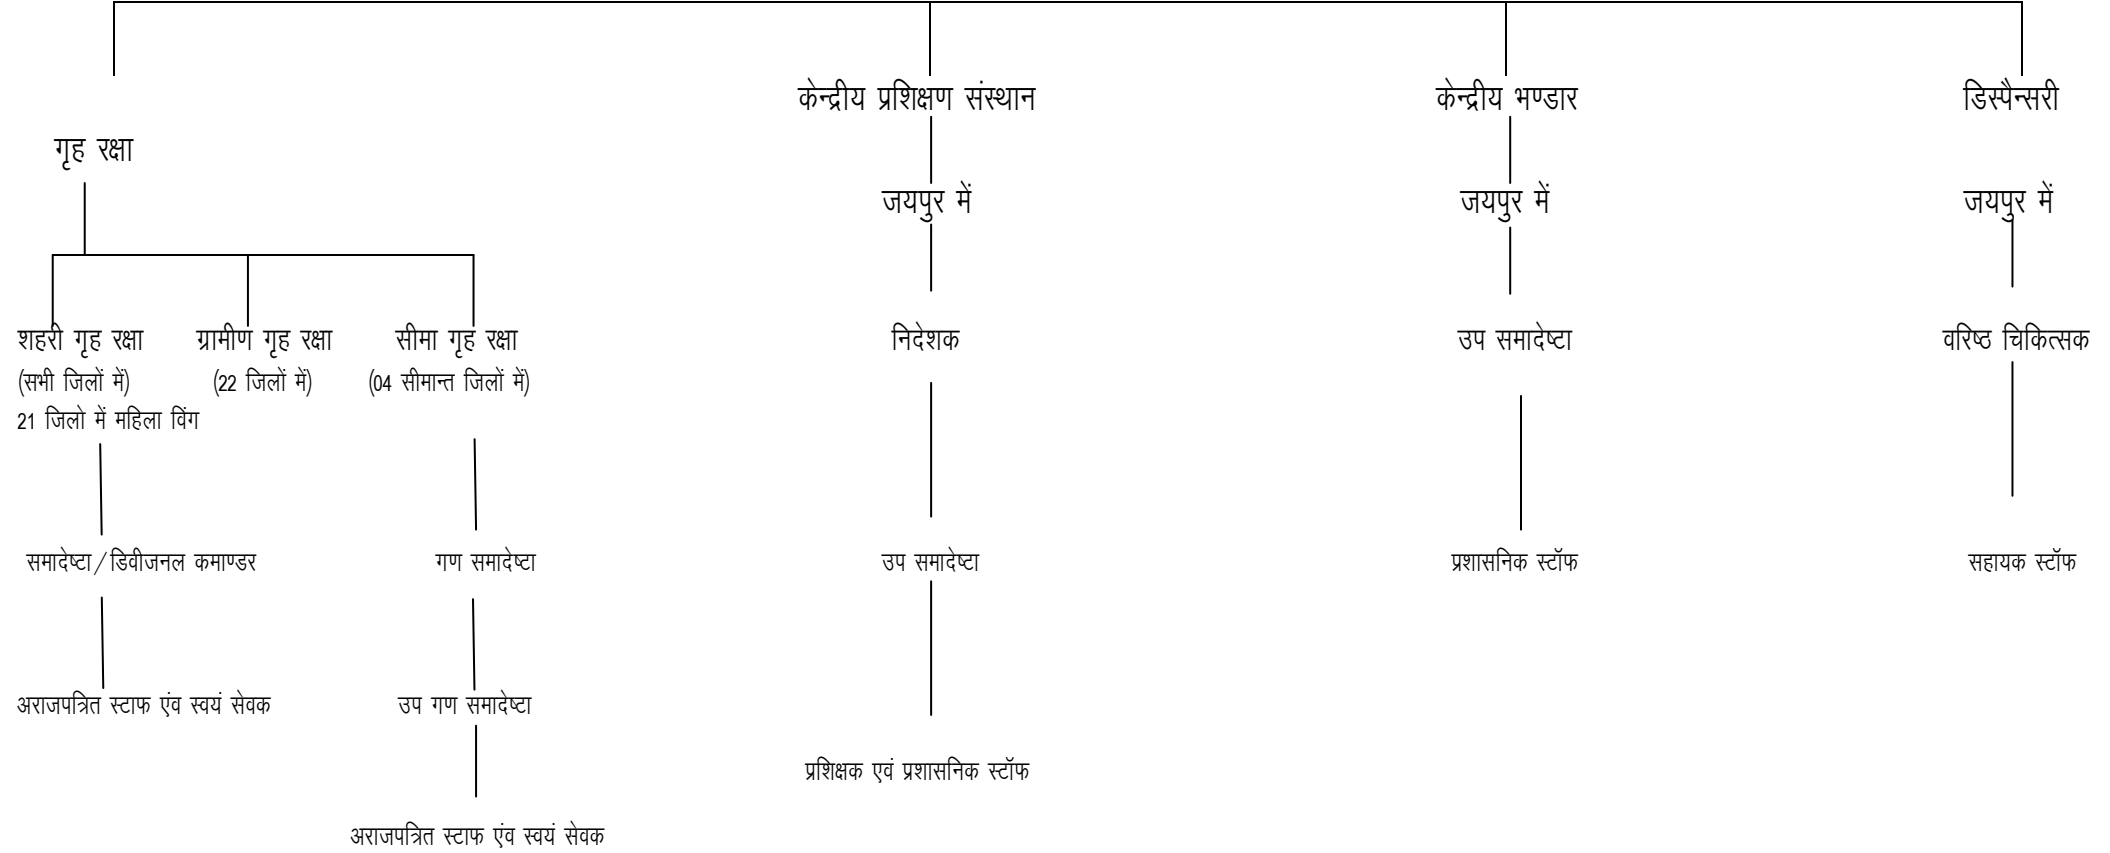 केन्द्रीय प्रशिक्षण संस्थान
केन्द्रीय भण्डार
डिस्पैन्सरी
गृह रक्षा
जयपुर में
जयपुर में
जयपुर में
शहरी गृह रक्षा
ग्रामीण गृह रक्षा
सीमा गृह रक्षा
निदेशक
उप समादेष्टा
वरिष्ठ चिकित्सक
(सभी जिलों में)
(22 जिलों में)
(04 सीमान्त जिलों में)
21 जिलो में महिला विंग
समादेष्टा/डिवीजनल कमाण्डर
गण समादेष्टा
उप समादेष्टा
प्रशासनिक स्टॉफ
सहायक स्टॉफ
अराजपत्रित स्टाफ एंव स्वयं सेवक
उप गण समादेष्टा
प्रशिक्षक एवं प्रशासनिक स्टॉफ
अराजपत्रित स्टाफ एंव स्वयं सेवक